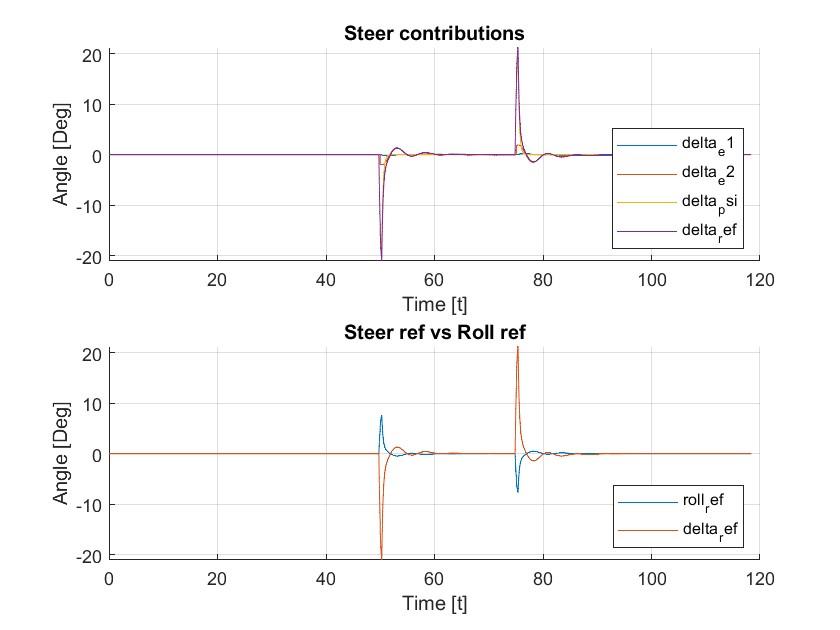 Steer contributions
20
10
0
-10
-20
Angle [Deg]
delta_e1
delta_e2
delta_psi
delta_ref
0 20 40 60 80 100 120
Time [t]
Steer ref vs Roll ref
20
10
0
-10
-20
Angle [Deg]
roll_ref
delta_ref
0 20 40 60 80 100 120
Time [t]